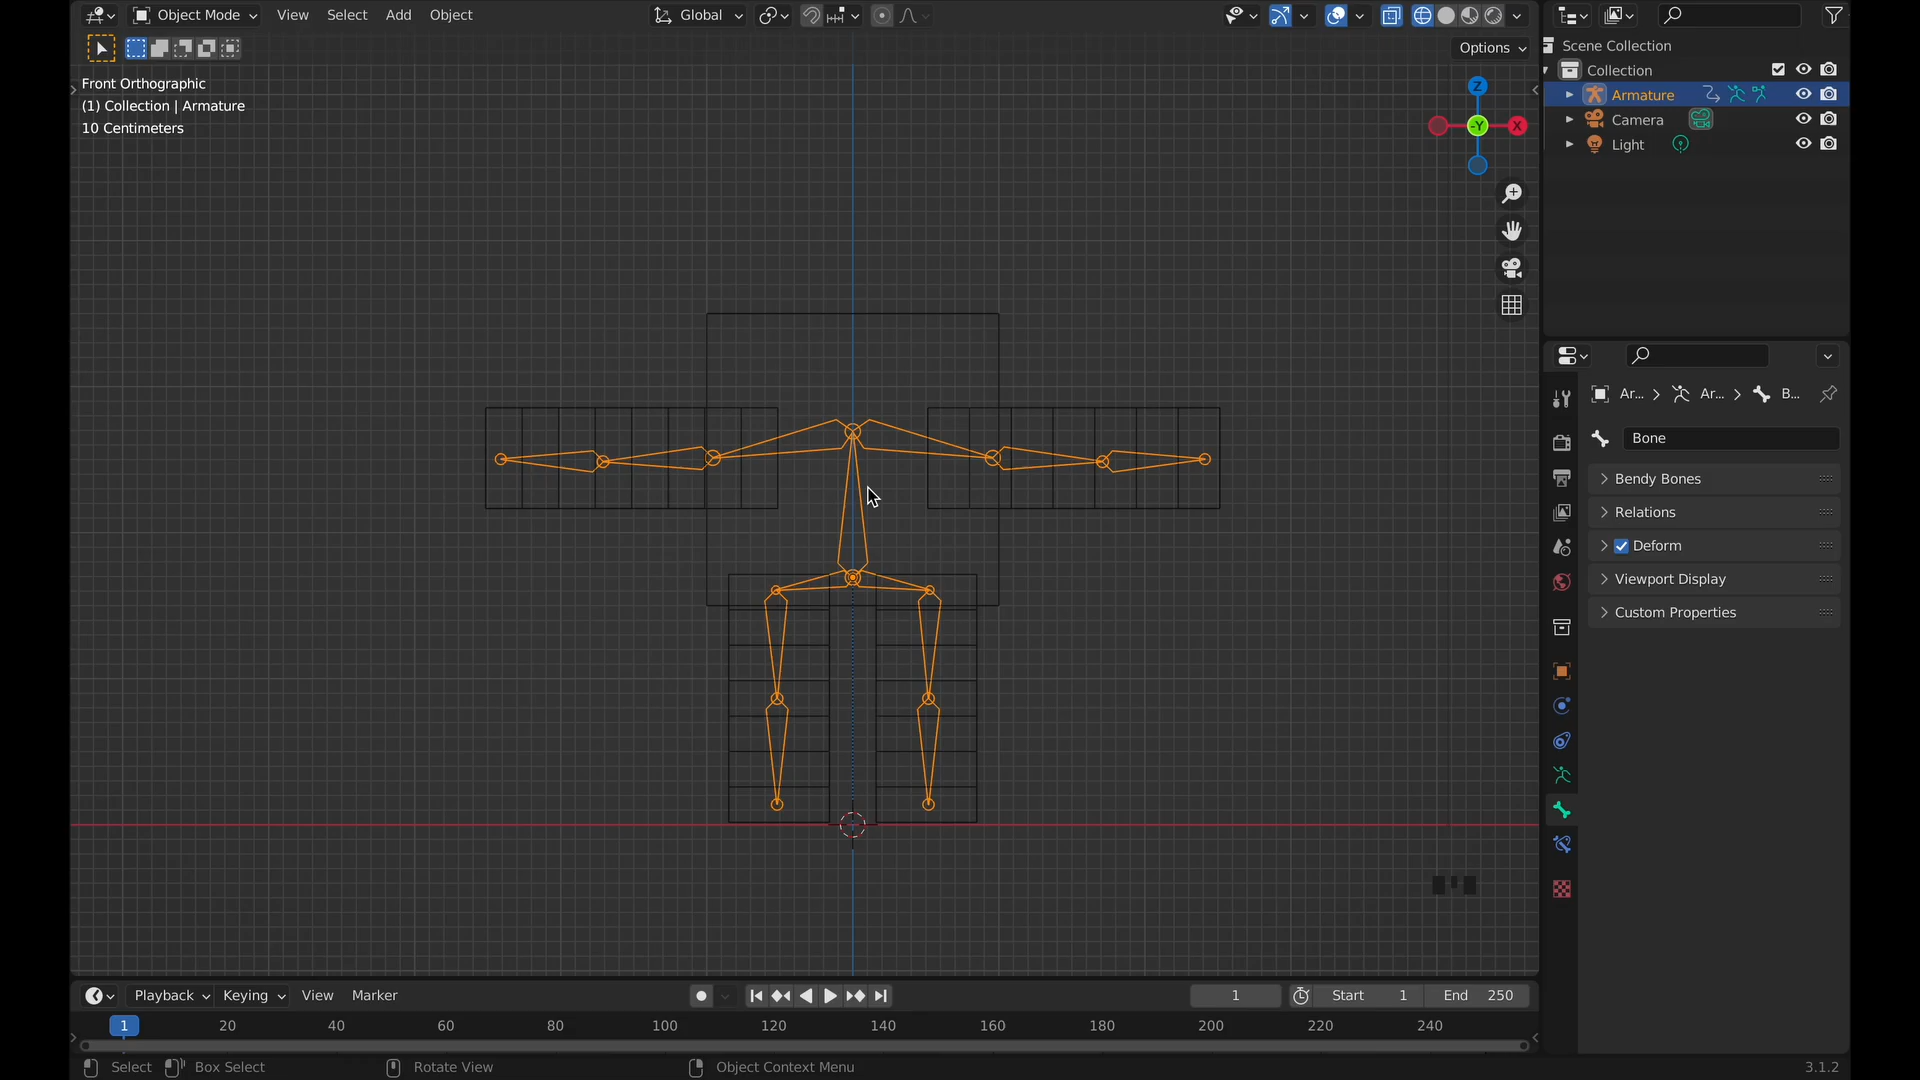 Object Mode View Select Add Object Global
Options
Front Orthographic
(1) Collection | Armature
10 Centimeters
Z
-Y
X
Scene Collection
Collection
Armature
Camera
Light
Ar... > Ar... > B...
Bone
Bendy Bones
Relations
Deform
Viewport Display
Custom Properties
Playback Keying View Marker 1 Start 1 End 250
1 20 40 60 80 100 120 140 160 180 200 220 240
Select Box Select Rotate View Object Context Menu 3.1.2